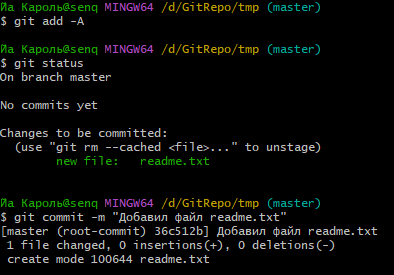 Йа Кароль@senq MINGW64 /d/GitRepo/tmp (master)
$ git add -A
Йа Кароль@senq MINGW64 /d/GitRepo/tmp (master)
$ git status
On branch master
No commits yet
Changes to be committed:
(use "git rm --cached <file>..." to unstage)
new file: readme.txt
Йа Кароль@senq MINGW64 /d/GitRepo/tmp (master)
$ git commit -m "Добавил файл readme.txt"
[master (root-commit) 36c512b] Добавил файл readme.txt
1 file changed, 0 insertions(+), 0 deletions(-)
create mode 100644 readme.txt